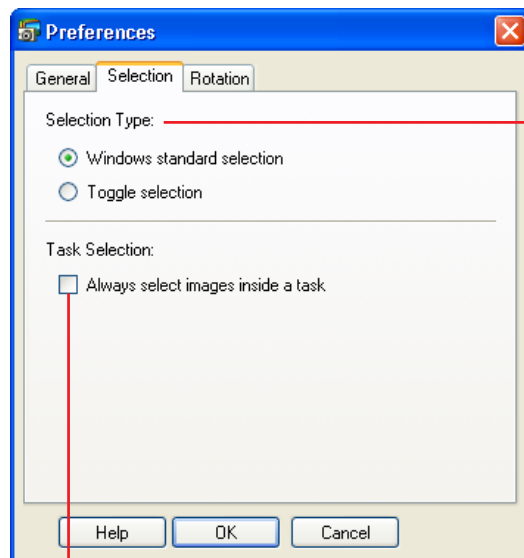 Preferences
General Selection Rotation
Selection Type:
Windows standard selection
Toggle selection
Task Selection:
Always select images inside a task
Help OK Cancel